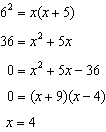 6² = x(x + 5)
36 = x² + 5x
0 = x² + 5x − 36
0 = (x + 9)(x − 4)
x = 4